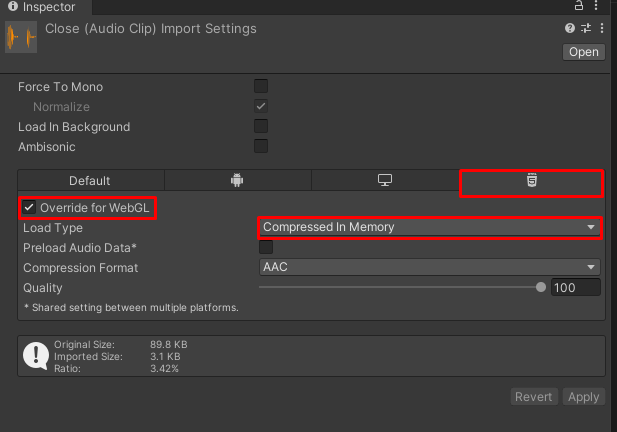 Inspector
Close (Audio Clip) Import Settings
Open
Force To Mono
Normalize
Load In Background
Ambisonic
Default
Override for WebGL
Load Type Compressed In Memory
Preload Audio Data*
Compression Format AAC
Quality 100
* Shared setting between multiple platforms.
Original Size: 89.8 KB
Imported Size: 3.1 KB
Ratio: 3.42%
Revert Apply